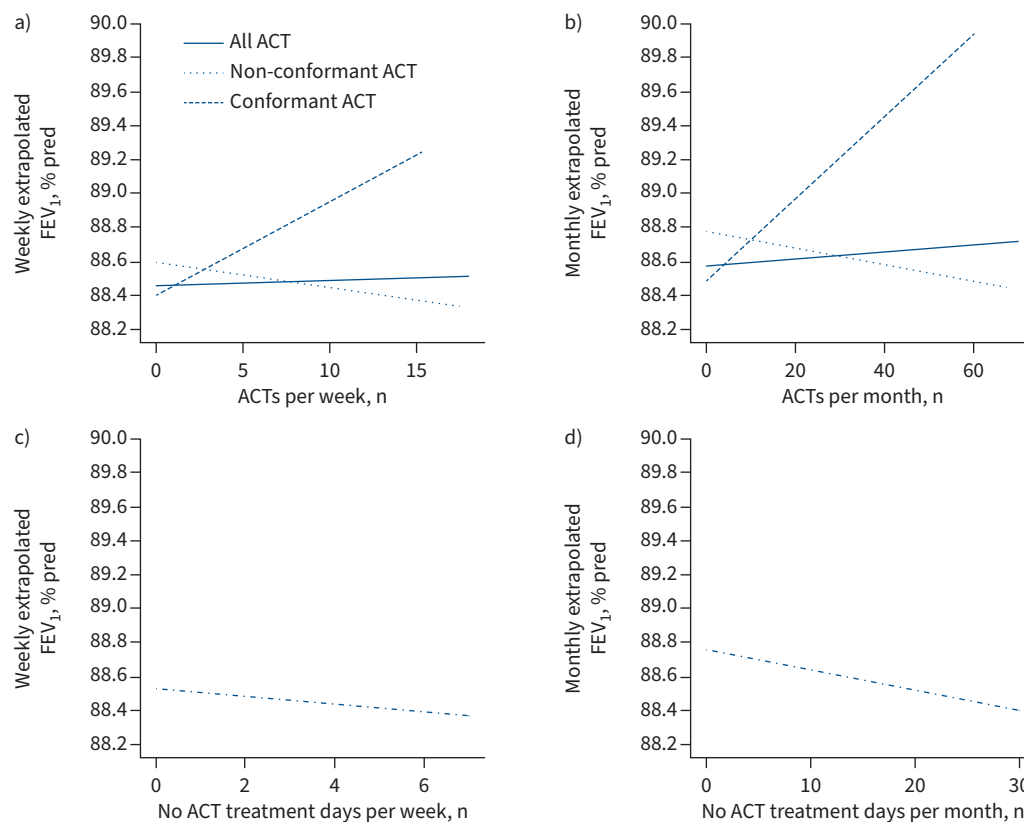 a)
90.0
89.8
89.6
89.4
89.2
89.0
88.8
88.6
88.4
88.2
Weekly extrapolated
FEV₁, % pred
All ACT
Non-conformant ACT
Conformant ACT
0 5 10 15
ACTs per week, n
b)
90.0
89.8
89.6
89.4
89.2
89.0
88.8
88.6
88.4
88.2
Monthly extrapolated
FEV₁, % pred
0 20 40 60
ACTs per month, n
c)
90.0
89.8
89.6
89.4
89.2
89.0
88.8
88.6
88.4
88.2
Weekly extrapolated
FEV₁, % pred
0 2 4 6
No ACT treatment days per week, n
d)
90.0
89.8
89.6
89.4
89.2
89.0
88.8
88.6
88.4
88.2
Monthly extrapolated
FEV₁, % pred
0 10 20 30
No ACT treatment days per month, n